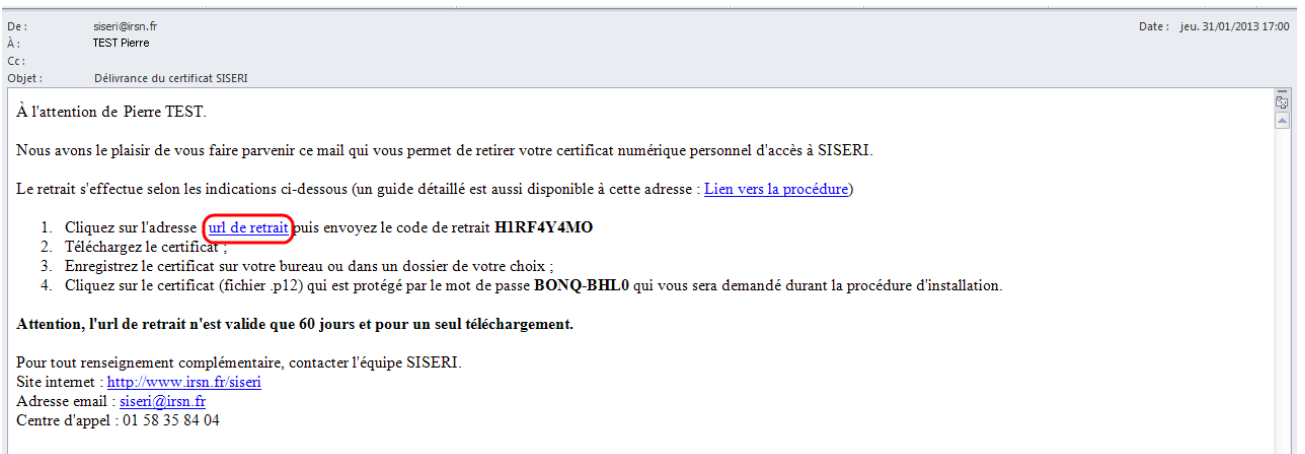 De : siseri@irsn.fr Date : jeu. 31/01/2013 17:00
À : TEST Pierre
Cc :
Objet : Délivrance du certificat SISERI
À l'attention de Pierre TEST.
Nous avons le plaisir de vous faire parvenir ce mail qui vous permet de retirer votre certificat numérique personnel d'accès à SISERI.
Le retrait s'effectue selon les indications ci-dessous (un guide détaillé est aussi disponible à cette adresse : Lien vers la procédure)
1. Cliquez sur l'adresse url de retrait puis envoyez le code de retrait H1RF4Y4MO
2. Téléchargez le certificat ;
3. Enregistrez le certificat sur votre bureau ou dans un dossier de votre choix ;
4. Cliquez sur le certificat (fichier .p12) qui est protégé par le mot de passe BONQ-BHL0 qui vous sera demandé durant la procédure d'installation.
Attention, l'url de retrait n'est valide que 60 jours et pour un seul téléchargement.
Pour tout renseignement complémentaire, contacter l'équipe SISERI.
Site internet : http://www.irsn.fr/siseri
Adresse email : siseri@irsn.fr
Centre d'appel : 01 58 35 84 04